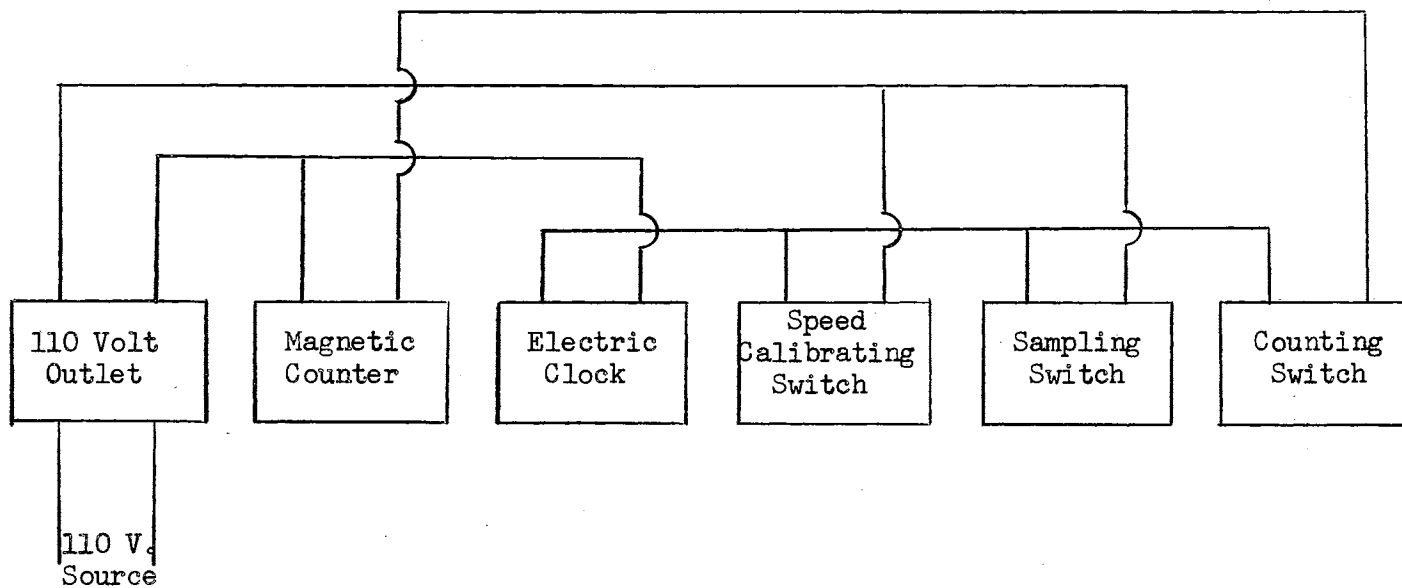 110 Volt
Outlet
Magnetic
Counter
Electric
Clock
Speed
Calibrating
Switch
Sampling
Switch
Counting
Switch
110 V.
Source